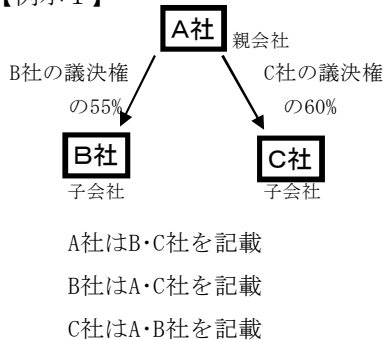 【例示１】
A社
親会社
B社の議決権
の55%
C社の議決権
の60%
B社
子会社
C社
子会社
A社はB･C社を記載
B社はA･C社を記載
C社はA･B社を記載